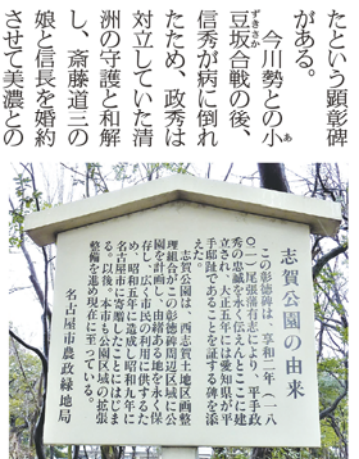 たという顕彰碑
がある。
今川勢との小
豆坂合戦の後、
信秀が病に倒れ
たため、政秀は
対立していた清
洲の守護と和解
し、斎藤道三の
娘と信長を婚約
させて美濃との
あ
ずきさか
志賀公園の由来
この彰徳碑は、享和二年(一八
〇二)尾張藩有志により、平手政
秀の忠誠を永く伝えんとここに建
立され、大正五年には愛知県が平
手邸趾であることを証する碑を添
えた。
志賀公園は、西志賀土地区画整
理組合がこの彰徳碑周辺区域に公
園を計画し、由緒ある地を永く保
存し、広く市民の利用に供するた
め、昭和五年に造成し昭和九年に
名古屋市に寄贈したことにはじま
る。以後、本市も公園区域の拡張
整備を進め現在に至っている。
名古屋市農政緑地局